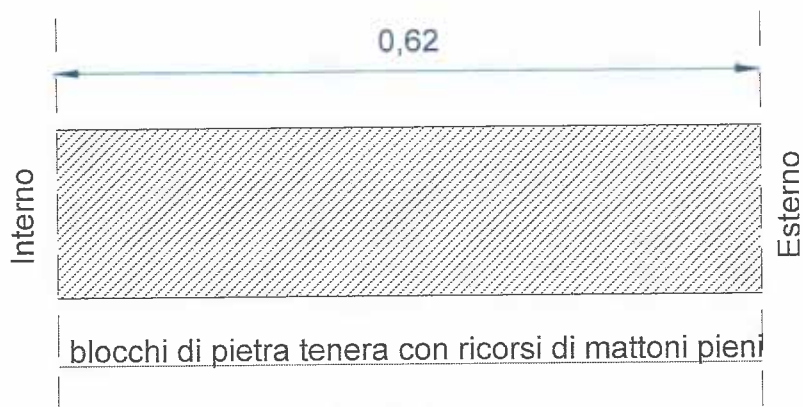 0,62
Interno
Esterno
blocchi di pietra tenera con ricorsi di mattoni pieni